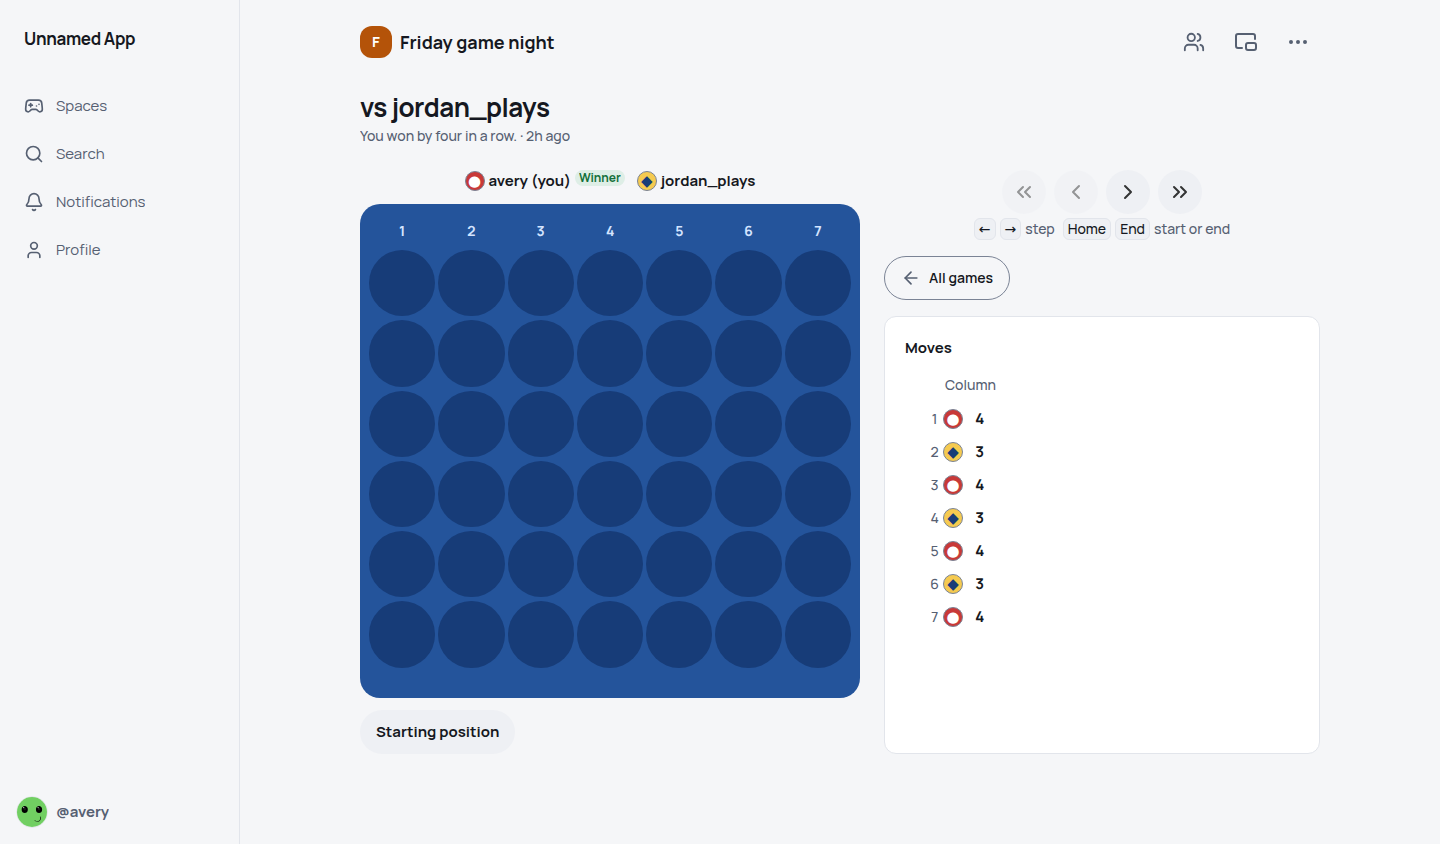 Unnamed App
Spaces
Search
Notifications
Profile
@avery
F Friday game night
vs jordan_plays
You won by four in a row. · 2h ago
avery (you) Winner jordan_plays
1 2 3 4 5 6 7
Starting position
← → step Home End start or end
All games
Moves
Column
1 4
2 3
3 4
4 3
5 4
6 3
7 4